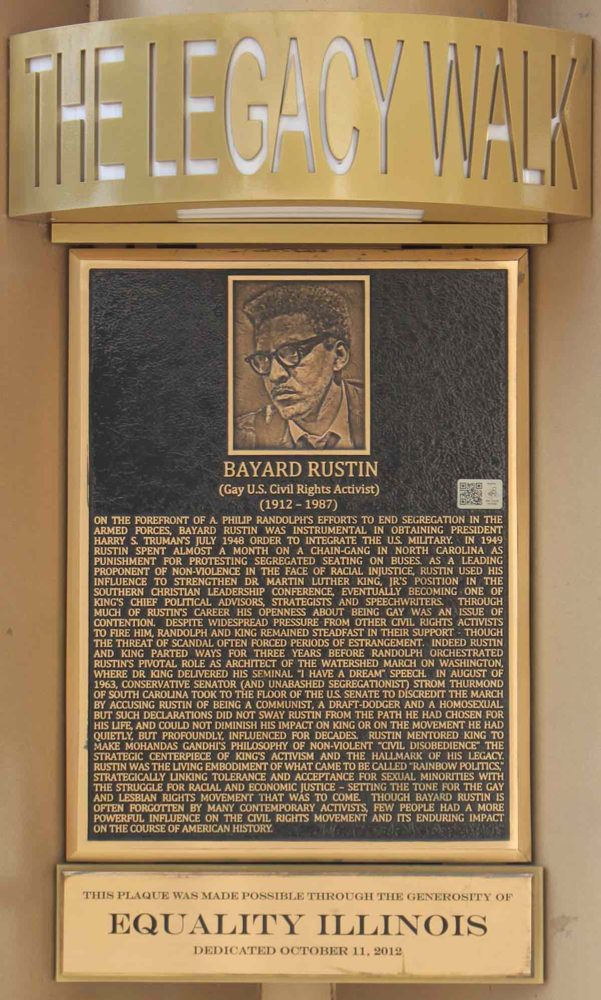 THE LEGACY WALK
BAYARD RUSTIN
(Gay U.S. Civil Rights Activist)
(1912 – 1987)
ON THE FOREFRONT OF A. PHILIP RANDOLPH'S EFFORTS TO END SEGREGATION IN THE
ARMED FORCES, BAYARD RUSTIN WAS INSTRUMENTAL IN OBTAINING PRESIDENT
HARRY S. TRUMAN'S JULY 1948 ORDER TO INTEGRATE THE U.S. MILITARY. IN 1949
RUSTIN SPENT ALMOST A MONTH ON A CHAIN-GANG IN NORTH CAROLINA AS
PUNISHMENT FOR PROTESTING SEGREGATED SEATING ON BUSES. AS A LEADING
PROPONENT OF NON-VIOLENCE IN THE FACE OF RACIAL INJUSTICE, RUSTIN USED HIS
INFLUENCE TO STRENGTHEN DR. MARTIN LUTHER KING, JR.'S POSITION IN THE
SOUTHERN CHRISTIAN LEADERSHIP CONFERENCE, EVENTUALLY BECOMING ONE OF
KING'S CHIEF POLITICAL ADVISORS, STRATEGISTS AND SPEECHWRITERS. THROUGH
MUCH OF RUSTIN'S CAREER HIS OPENNESS ABOUT BEING GAY WAS AN ISSUE OF
CONTENTION. DESPITE WIDESPREAD PRESSURE FROM OTHER CIVIL RIGHTS ACTIVISTS
TO FIRE HIM, RANDOLPH AND KING REMAINED STEADFAST IN THEIR SUPPORT - THOUGH
THE THREAT OF SCANDAL OFTEN FORCED PERIODS OF ESTRANGEMENT. INDEED RUSTIN
AND KING PARTED WAYS FOR THREE YEARS BEFORE RANDOLPH ORCHESTRATED
RUSTIN'S PIVOTAL ROLE AS ARCHITECT OF THE WATERSHED MARCH ON WASHINGTON,
WHERE DR KING DELIVERED HIS SEMINAL "I HAVE A DREAM" SPEECH. IN AUGUST OF
1963, CONSERVATIVE SENATOR (AND UNABASHED SEGREGATIONIST) STROM THURMOND
OF SOUTH CAROLINA TOOK TO THE FLOOR OF THE U.S. SENATE TO DISCREDIT THE MARCH
BY ACCUSING RUSTIN OF BEING A COMMUNIST, A DRAFT-DODGER AND A HOMOSEXUAL.
BUT SUCH DECLARATIONS DID NOT SWAY RUSTIN FROM THE PATH HE HAD CHOSEN FOR
HIS LIFE, AND COULD NOT DIMINISH HIS IMPACT ON KING OR ON THE MOVEMENT HE HAD
QUIETLY, BUT PROFOUNDLY, INFLUENCED FOR DECADES. RUSTIN MENTORED KING TO
MAKE MOHANDAS GANDHI'S PHILOSOPHY OF NON-VIOLENT "CIVIL DISOBEDIENCE" THE
STRATEGIC CENTERPIECE OF KING'S ACTIVISM AND THE HALLMARK OF HIS LEGACY.
RUSTIN WAS THE LIVING EMBODIMENT OF WHAT CAME TO BE CALLED "RAINBOW POLITICS,"
STRATEGICALLY LINKING TOLERANCE AND ACCEPTANCE FOR SEXUAL MINORITIES WITH
THE STRUGGLE FOR RACIAL AND ECONOMIC JUSTICE – SETTING THE TONE FOR THE GAY
AND LESBIAN RIGHTS MOVEMENT THAT WAS TO COME. THOUGH BAYARD RUSTIN IS
OFTEN FORGOTTEN BY MANY CONTEMPORARY ACTIVISTS, FEW PEOPLE HAD A MORE
POWERFUL INFLUENCE ON THE CIVIL RIGHTS MOVEMENT AND ITS ENDURING IMPACT
ON THE COURSE OF AMERICAN HISTORY.
THIS PLAQUE WAS MADE POSSIBLE THROUGH THE GENEROSITY OF
EQUALITY ILLINOIS
DEDICATED OCTOBER 11, 2012